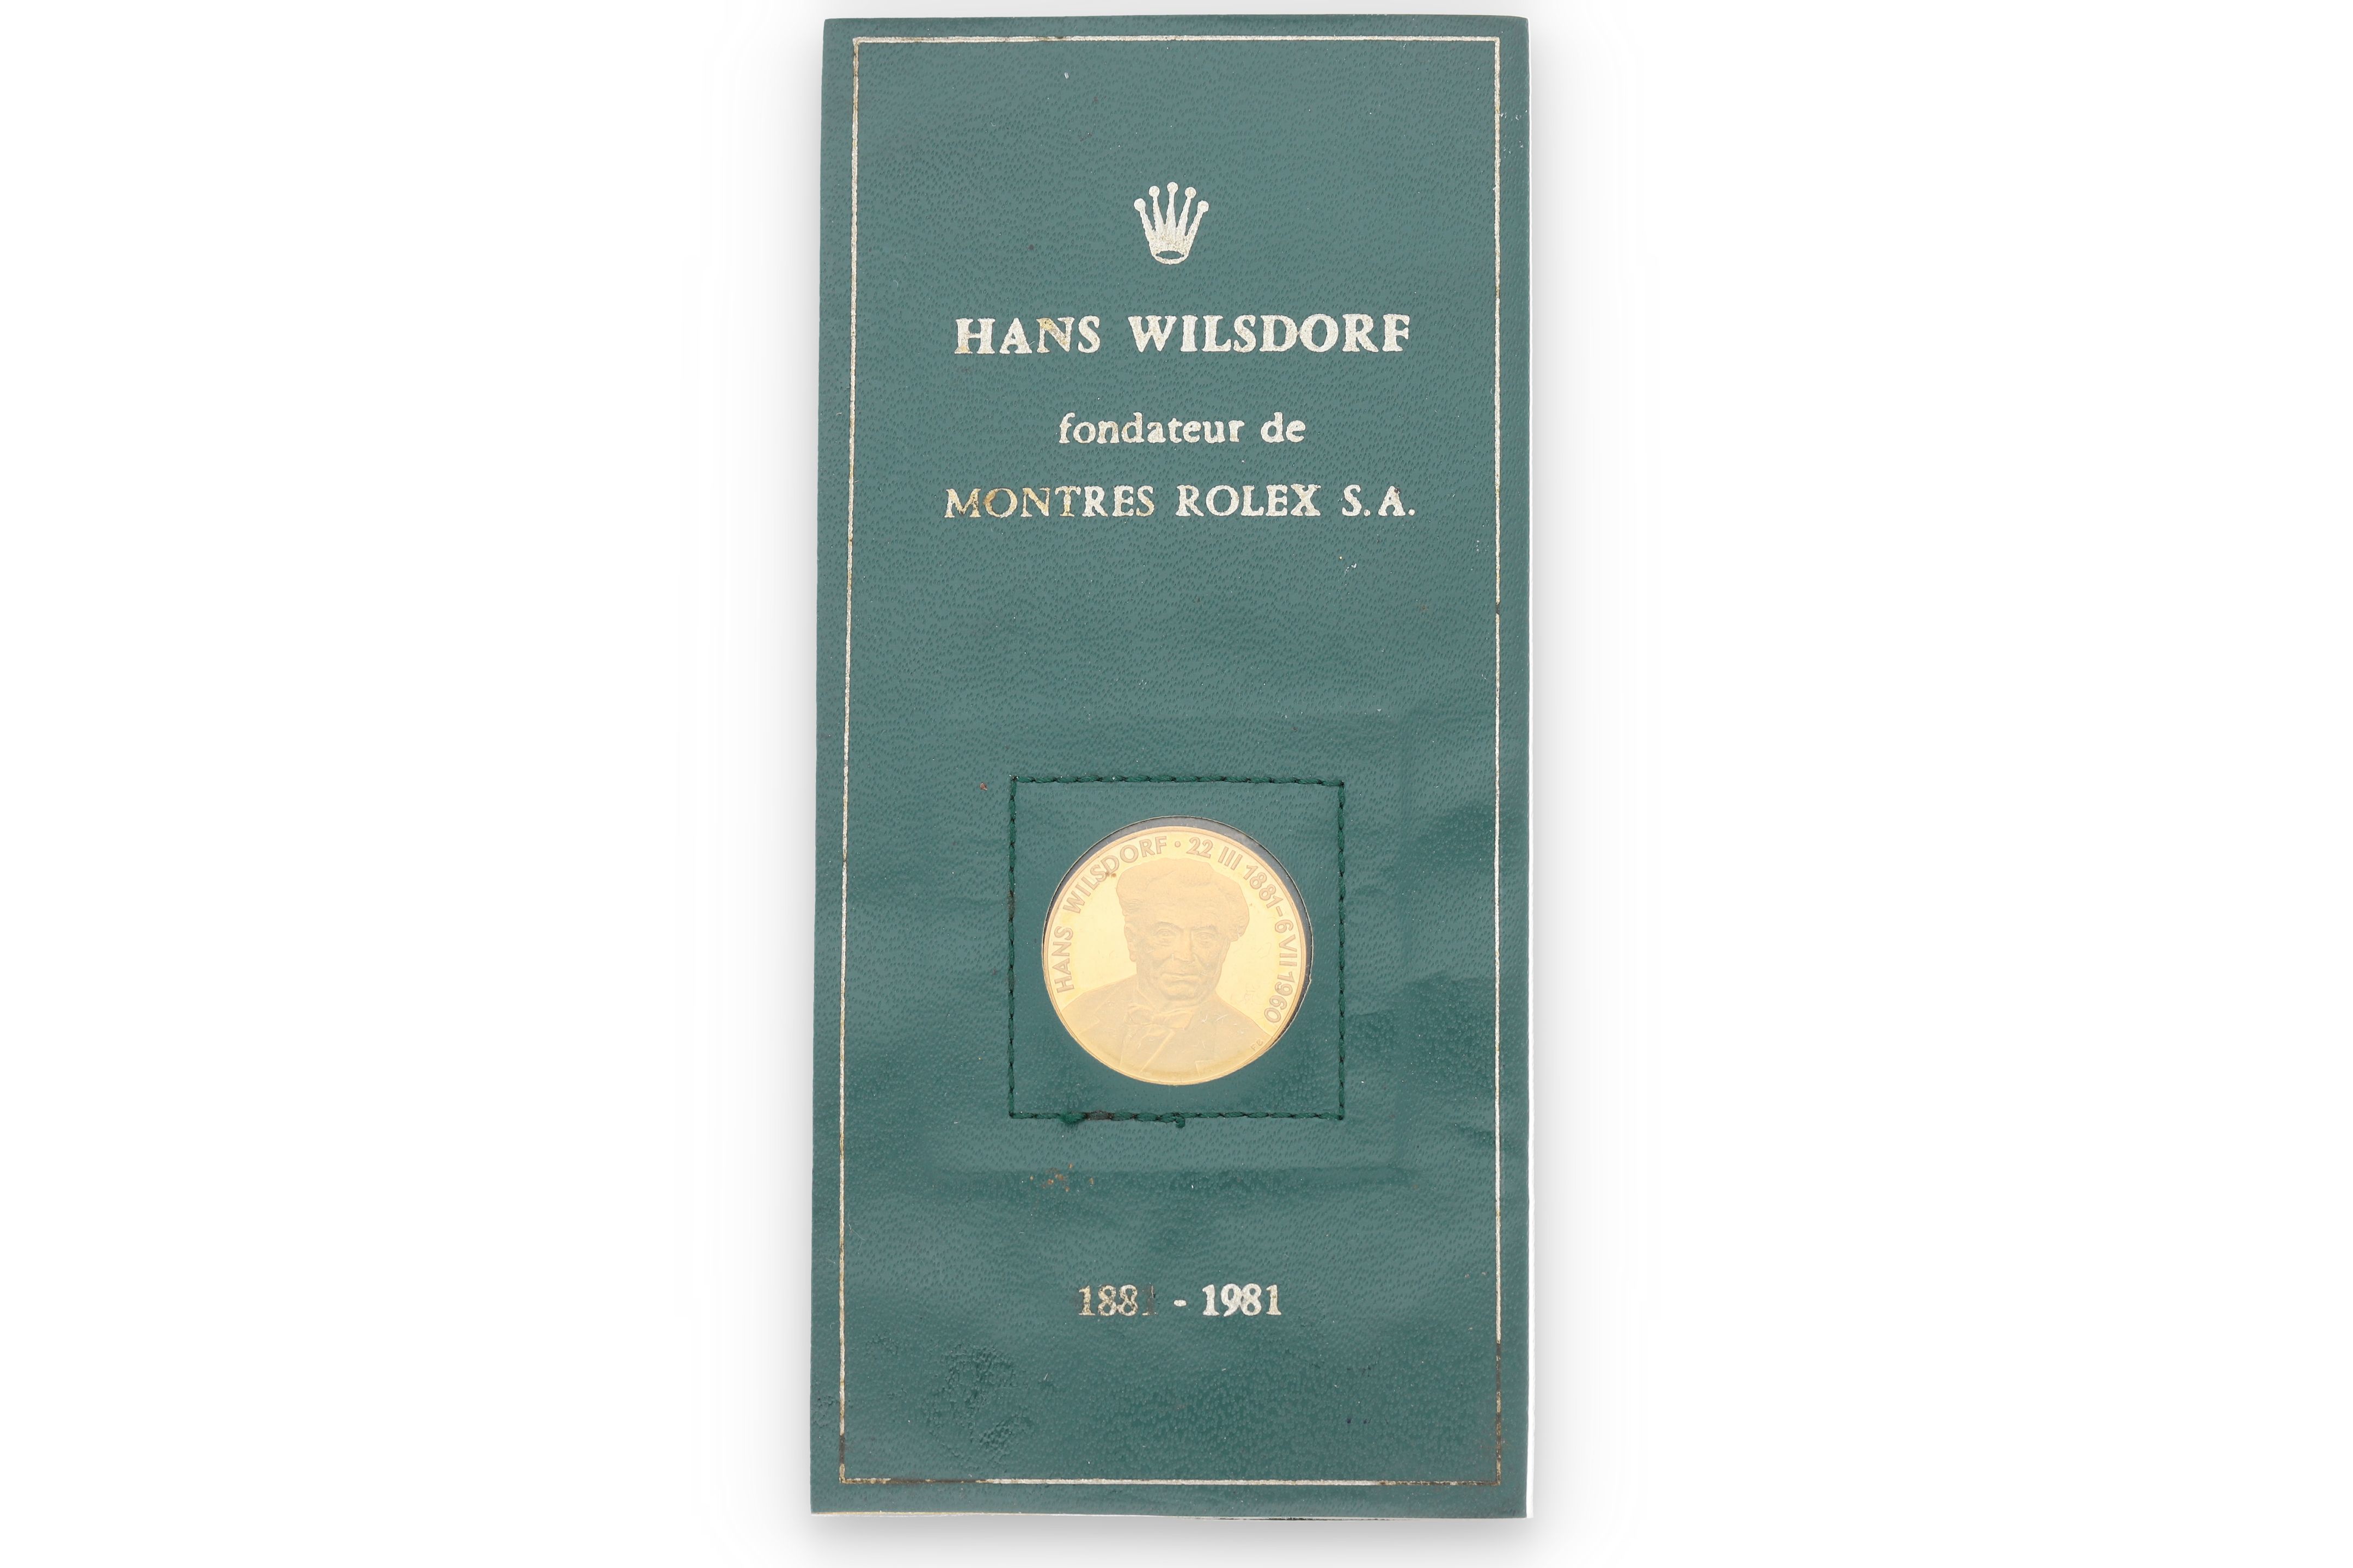 HANS WILSDORF
fondateur de
MONTRES ROLEX S.A.
HANS WILSDORF · 22 III 1881-6 VII 1960
1881 - 1981